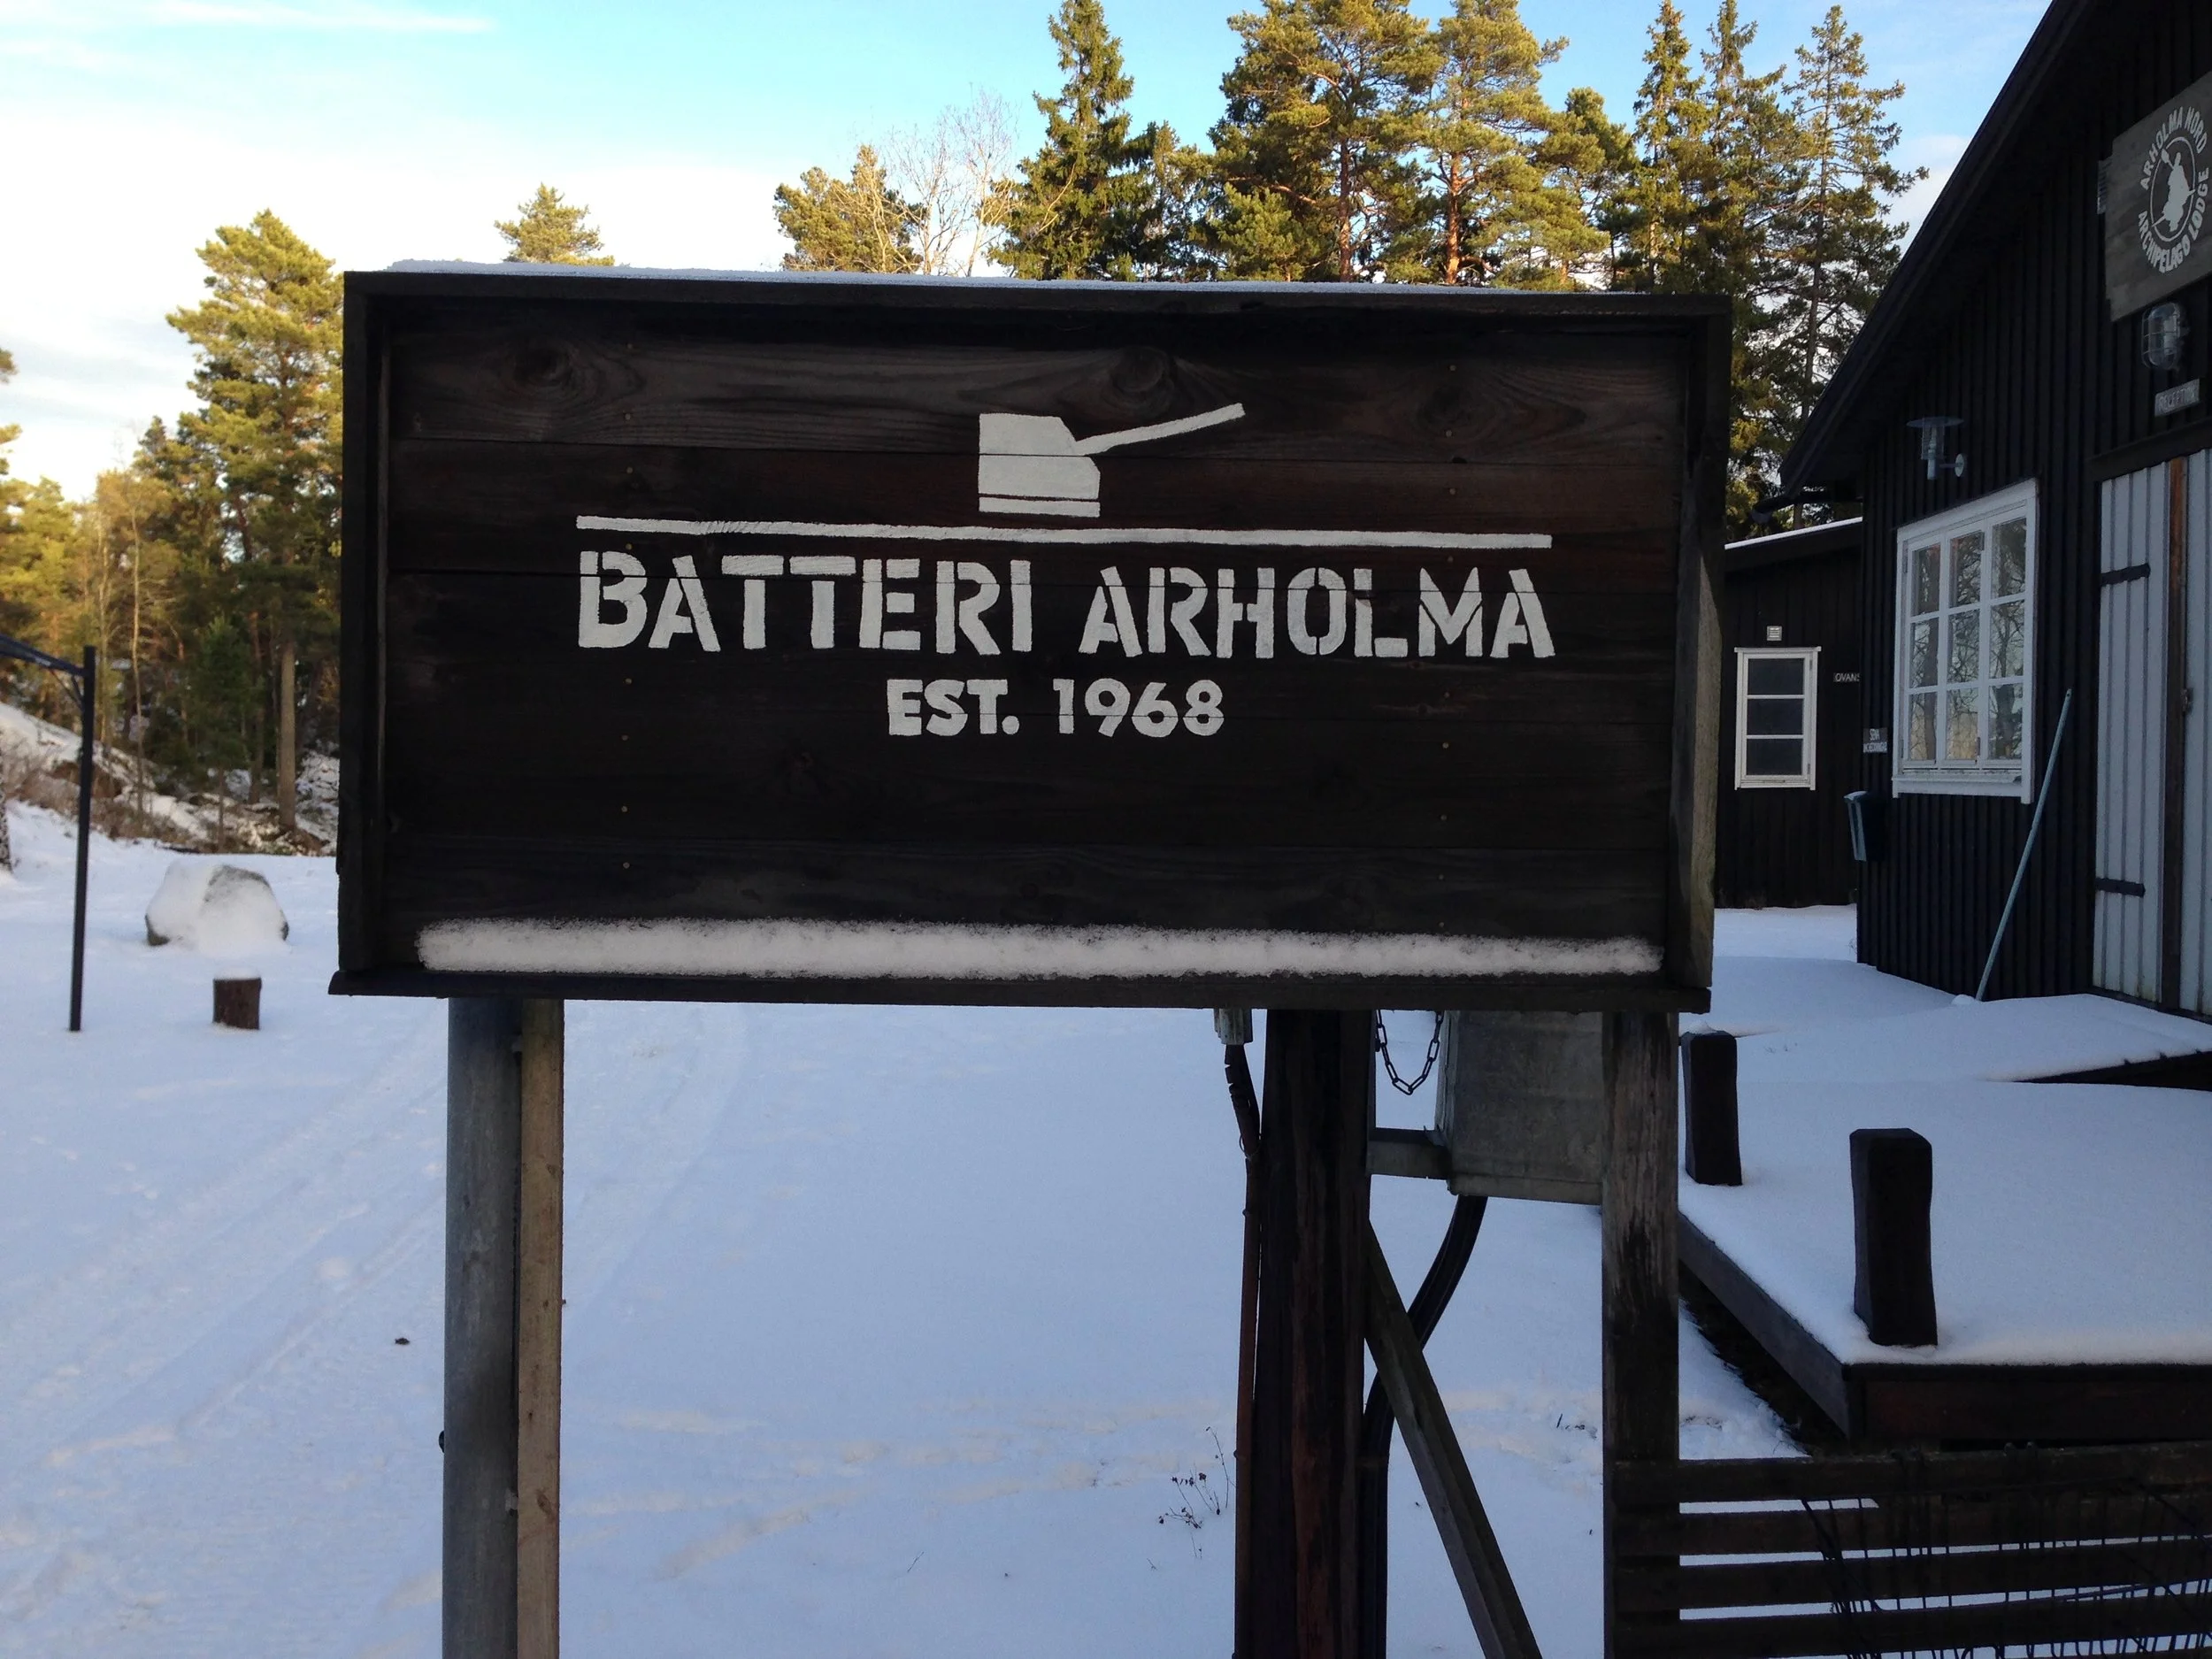 BATTERI ARHOLMA
EST. 1968
ARHOLMA NORD
ARCHIPELAGO LODGE